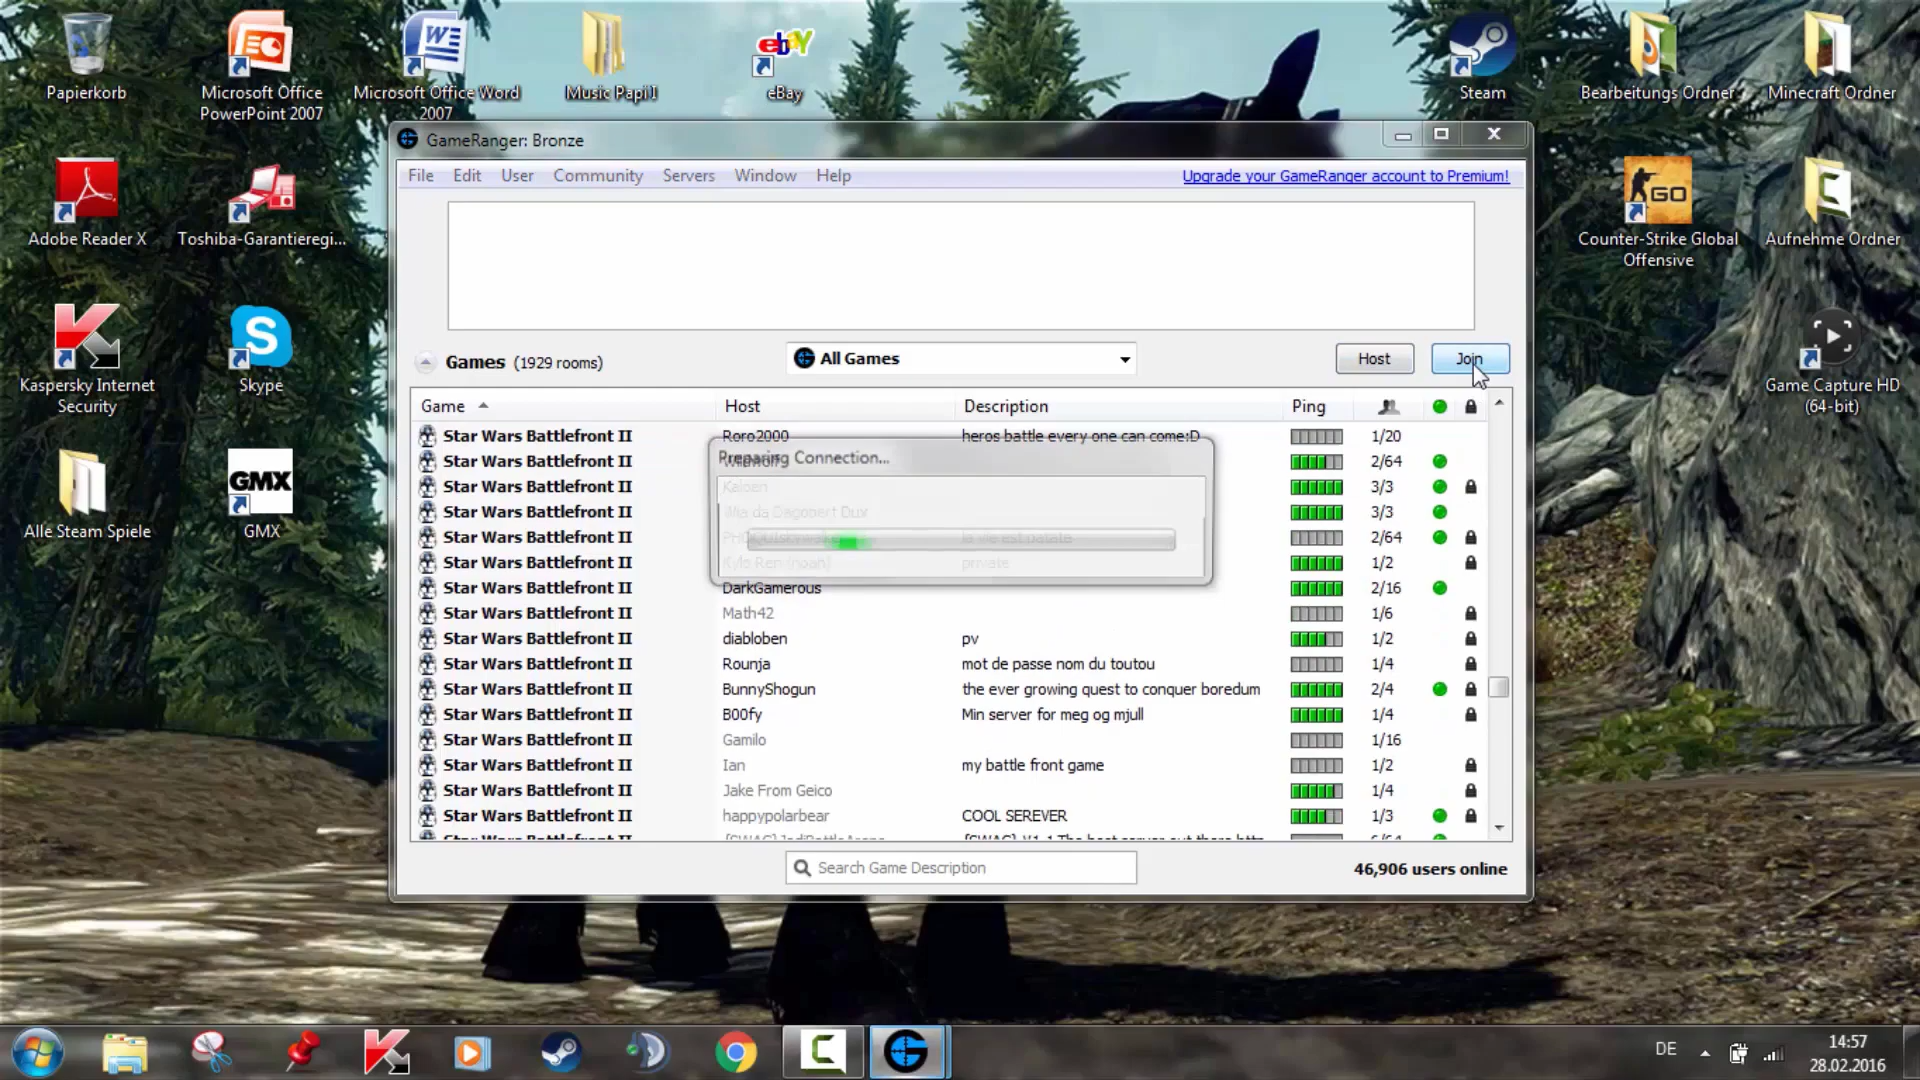 Papierkorb
Microsoft Office PowerPoint 2007
Microsoft Office Word 2007
Music Papi I
ebay
eBay
Steam
Bearbeitungs Ordner
Minecraft Ordner
Adobe Reader X
Toshiba-Garantieregi...
GO
Counter-Strike Global Offensive
Aufnehme Ordner
Kaspersky Internet Security
Skype
Game Capture HD (64-bit)
Alle Steam Spiele
GMX
GMX
GameRanger: Bronze
File Edit User Community Servers Window Help
Upgrade your GameRanger account to Premium!
Games (1929 rooms)
All Games
Host
Join
Game Host Description Ping
Star Wars Battlefront II Roro2000 heros battle every one can come:D 1/20
Preparing Connection...
Star Wars Battlefront II 2/64
Star Wars Battlefront II 3/3
Star Wars Battlefront II 3/3
Star Wars Battlefront II la vie est patate 2/64
Star Wars Battlefront II Kylo Ren (noah) private 1/2
Star Wars Battlefront II DarkGamerous 2/16
Star Wars Battlefront II Math42 1/6
Star Wars Battlefront II diabloben pv 1/2
Star Wars Battlefront II Rounja mot de passe nom du toutou 1/4
Star Wars Battlefront II BunnyShogun the ever growing quest to conquer boredum 2/4
Star Wars Battlefront II B00fy Min server for meg og mjull 1/4
Star Wars Battlefront II Gamilo 1/16
Star Wars Battlefront II Ian my battle front game 1/2
Star Wars Battlefront II Jake From Geico 1/4
Star Wars Battlefront II happypolarbear COOL SEREVER 1/3
Search Game Description
46,906 users online
DE
14:57
28.02.2016